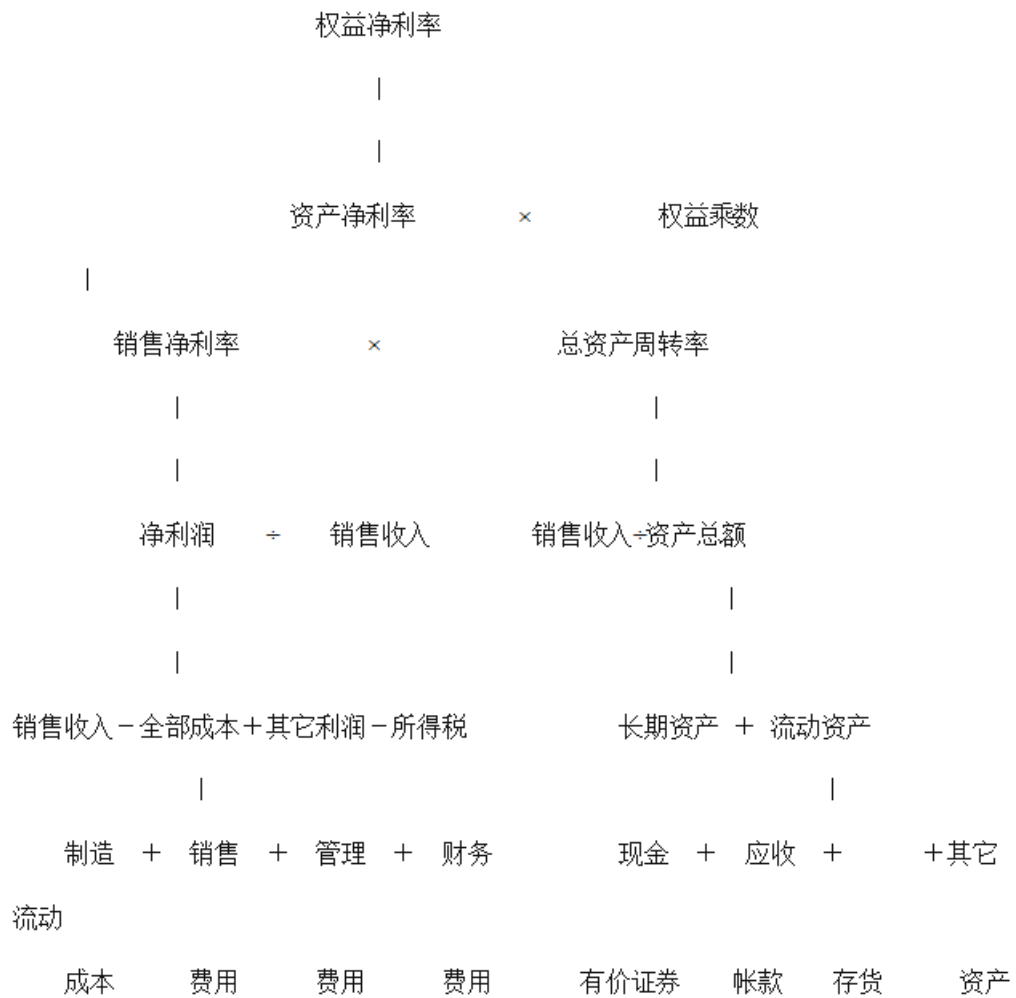 权益净利率
|
|
资产净利率 × 权益乘数
|
销售净利率 × 总资产周转率
| |
| |
净利润 ÷ 销售收入 销售收入÷资产总额
| |
| |
销售收入－全部成本＋其它利润－所得税 长期资产 ＋ 流动资产
| |
制造 ＋ 销售 ＋ 管理 ＋ 财务 现金 ＋ 应收 ＋ ＋其它
流动
成本 费用 费用 费用 有价证券 帐款 存货 资产